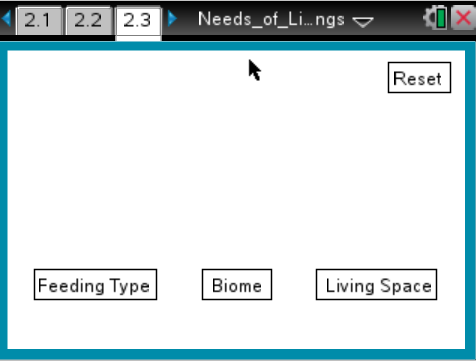 2.1 2.2 2.3 Needs_of_Li...ngs
Reset
Feeding Type Biome Living Space